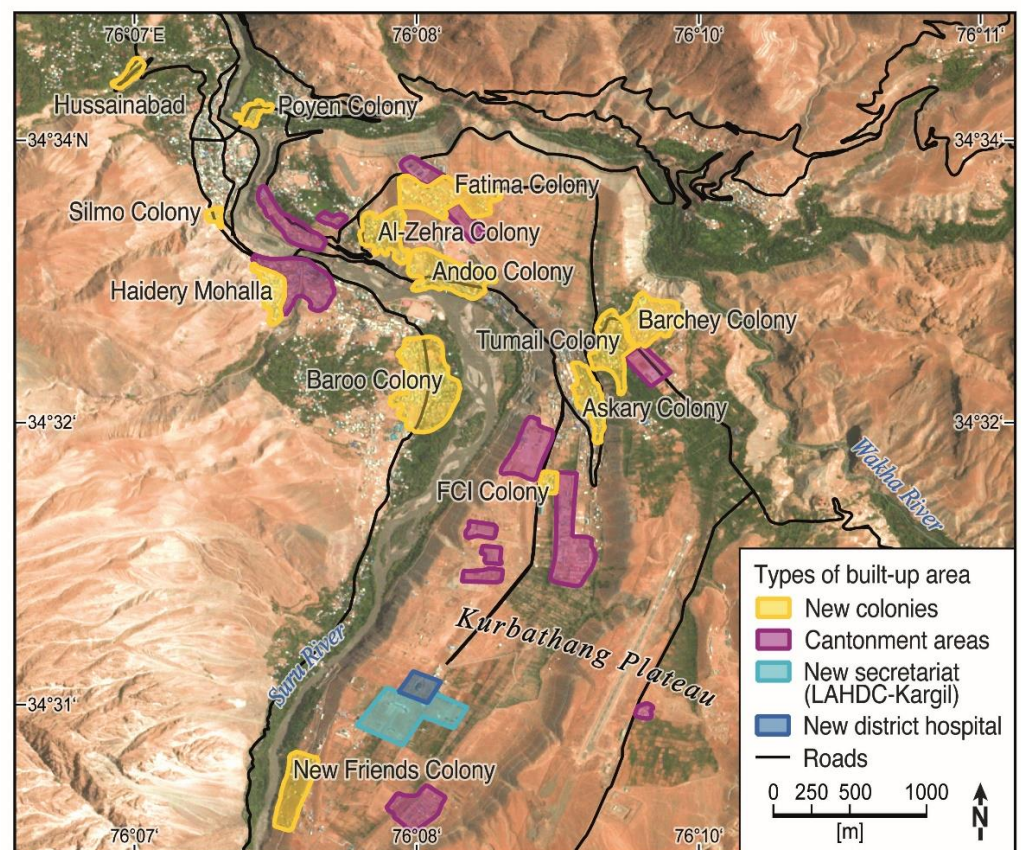 76°07'E
76°08'
76°10'
76°11'
Hussainabad
Poyen Colony
34°34'N
34°34'
Fatima Colony
Silmo Colony
Al-Zehra Colony
Andoo Colony
Haidery Mohalla
Barchey Colony
Tumail Colony
Baroo Colony
Askary Colony
34°32'
34°32'
Wakha River
FCI Colony
Kurbathang Plateau
Suru River
34°31'
New Friends Colony
76°07'
76°08'
76°10'
Types of built-up area
New colonies
Cantonment areas
New secretariat
(LAHDC-Kargil)
New district hospital
Roads
0 250 500 1000
[m]
N